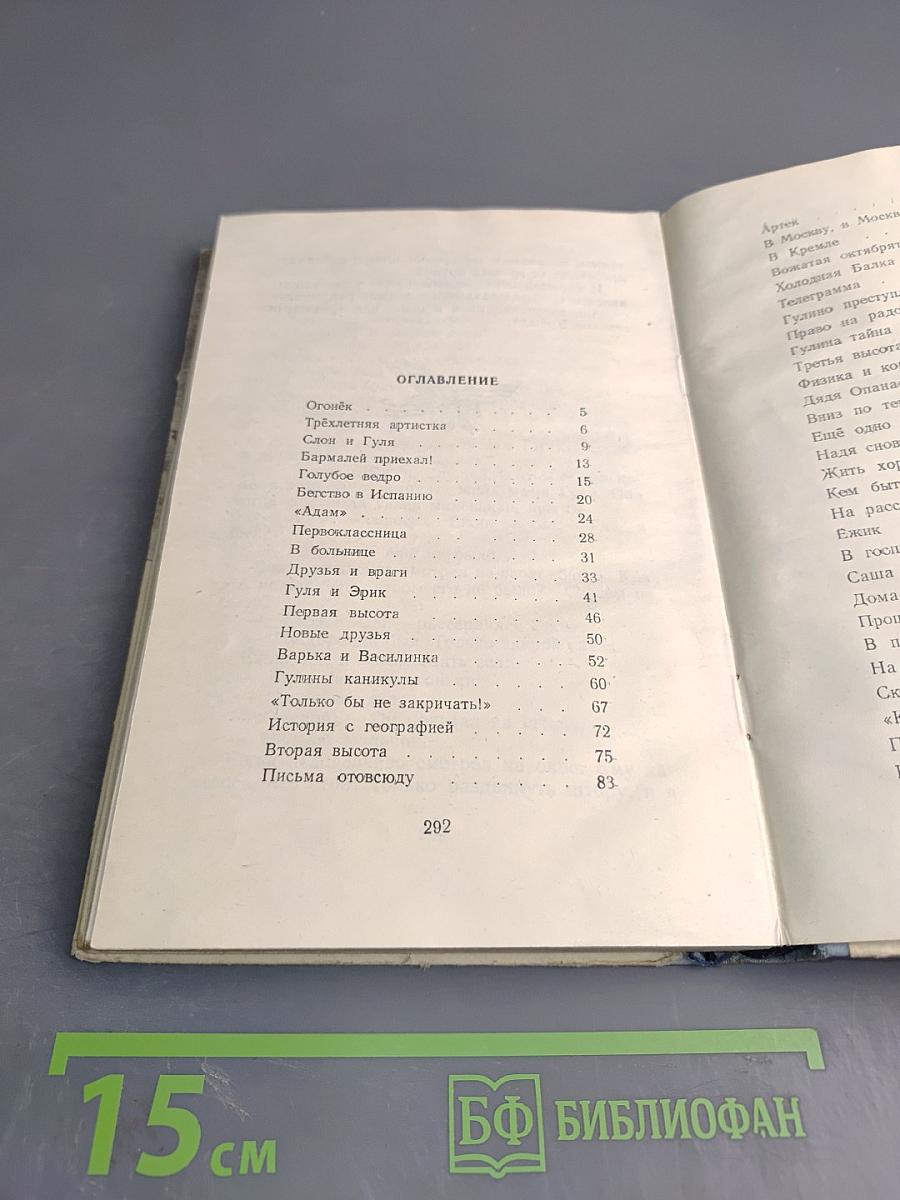 ОГЛАВЛЕНИЕ
Огонёк . . . . . . . . . . 5
Трёхлетняя артистка . . . . . 6
Слон и Гуля . . . . . . . . 9
Бармалей приехал! . . . . . . 13
Голубое ведро . . . . . . . 15
Бегство в Испанию . . . . . . 20
«Адам» . . . . . . . . . . 24
Первоклассница . . . . . . . 28
В больнице . . . . . . . . 31
Друзья и враги . . . . . . . 33
Гуля и Эрик . . . . . . . . 41
Первая высота . . . . . . . 46
Новые друзья . . . . . . . . 50
Варька и Василинка . . . . . 52
Гулины каникулы . . . . . . 60
«Только бы не закричать!» . . . 67
История с географией . . . . . 72
Вторая высота . . . . . . . 75
Письма отовсюду . . . . . . 83
292
Артек
В Москву, в Москв
В Кремле
Вожатая октябрят
Холодная Балка
Телеграмма
Гулино преступ
Право на радо
Гулина тайна
Третья высота
Физика и ко
Дядя Опана
Вниз по те
Ещё одно
Надя снов
Жить хор
Кем быт
На расс
Ёжик
В госп
Саша
Дома
Прощ
В п
На
Ск
«К
П
15 см
БФ БИБЛИОФАН